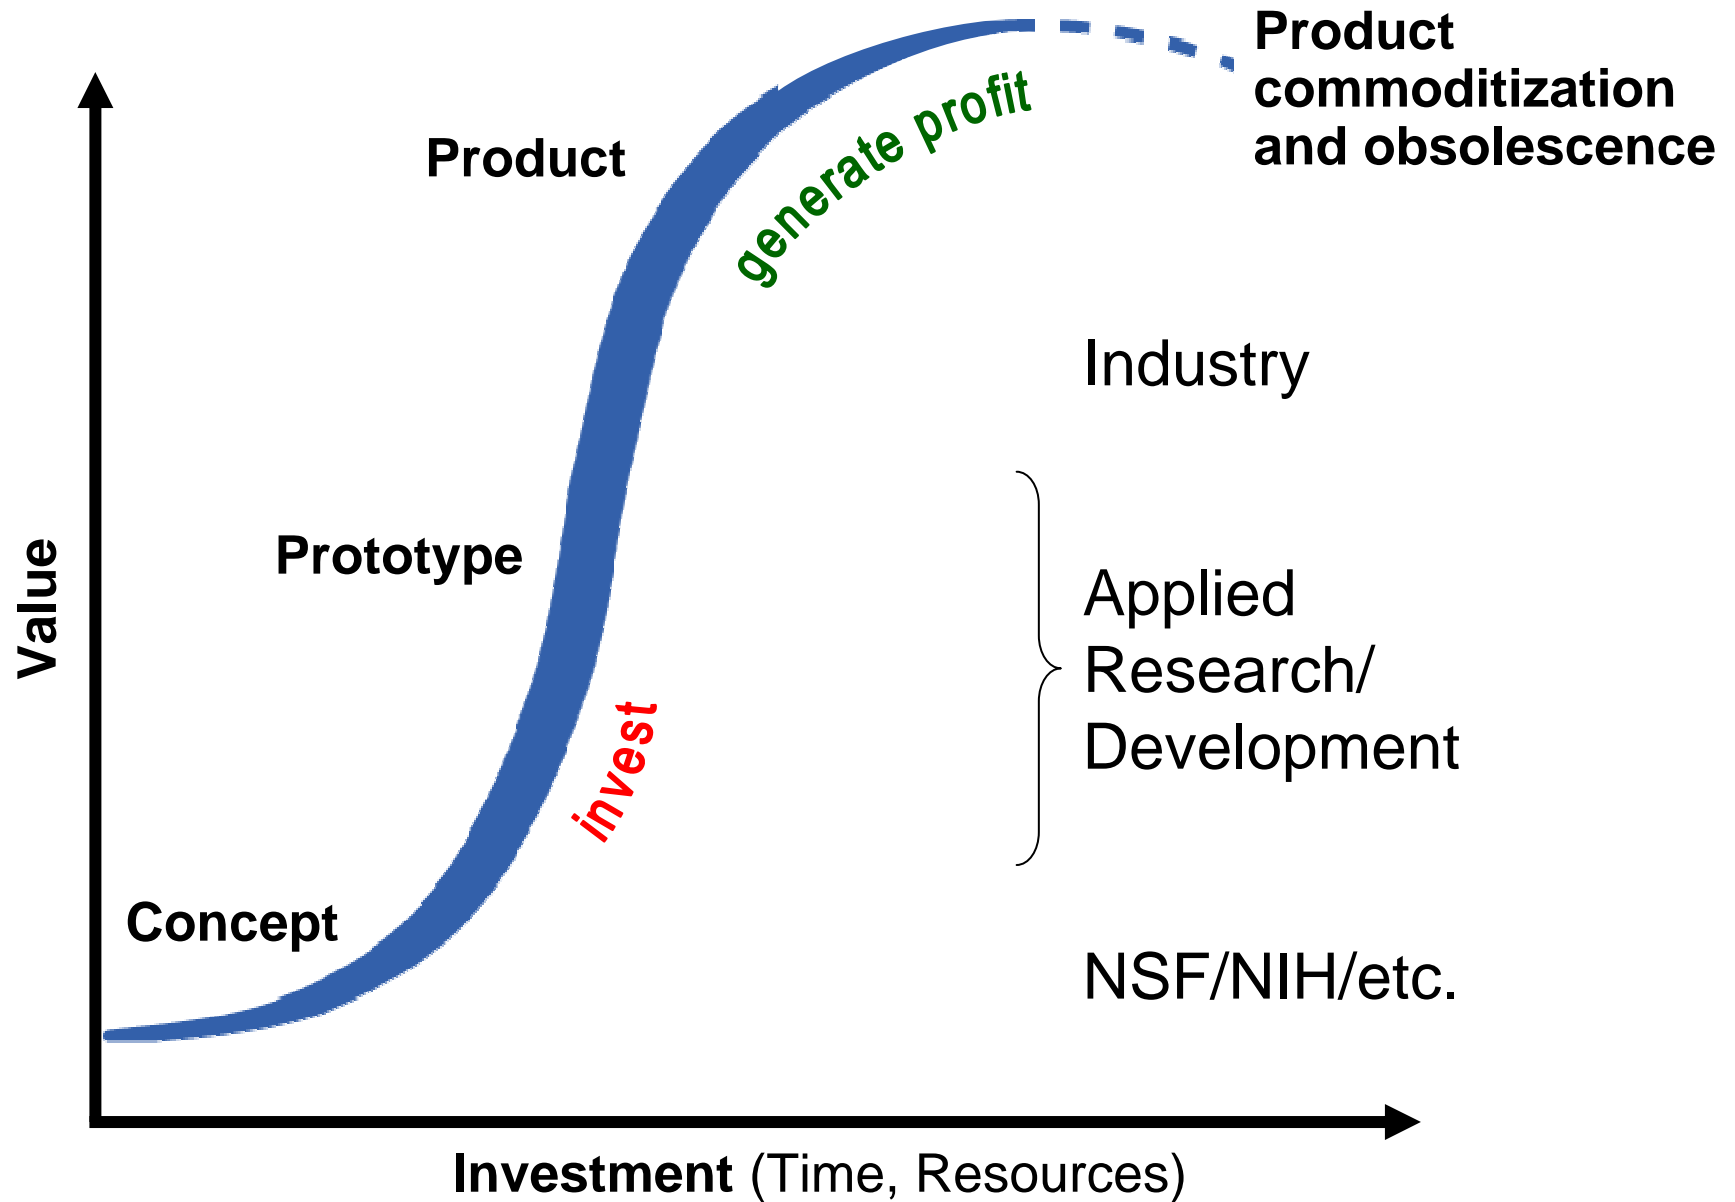 Product
commoditization
and obsolescence
Product
generate profit
Industry
Prototype
Applied
Research/
Development
Value
invest
Concept
NSF/NIH/etc.
Investment (Time, Resources)